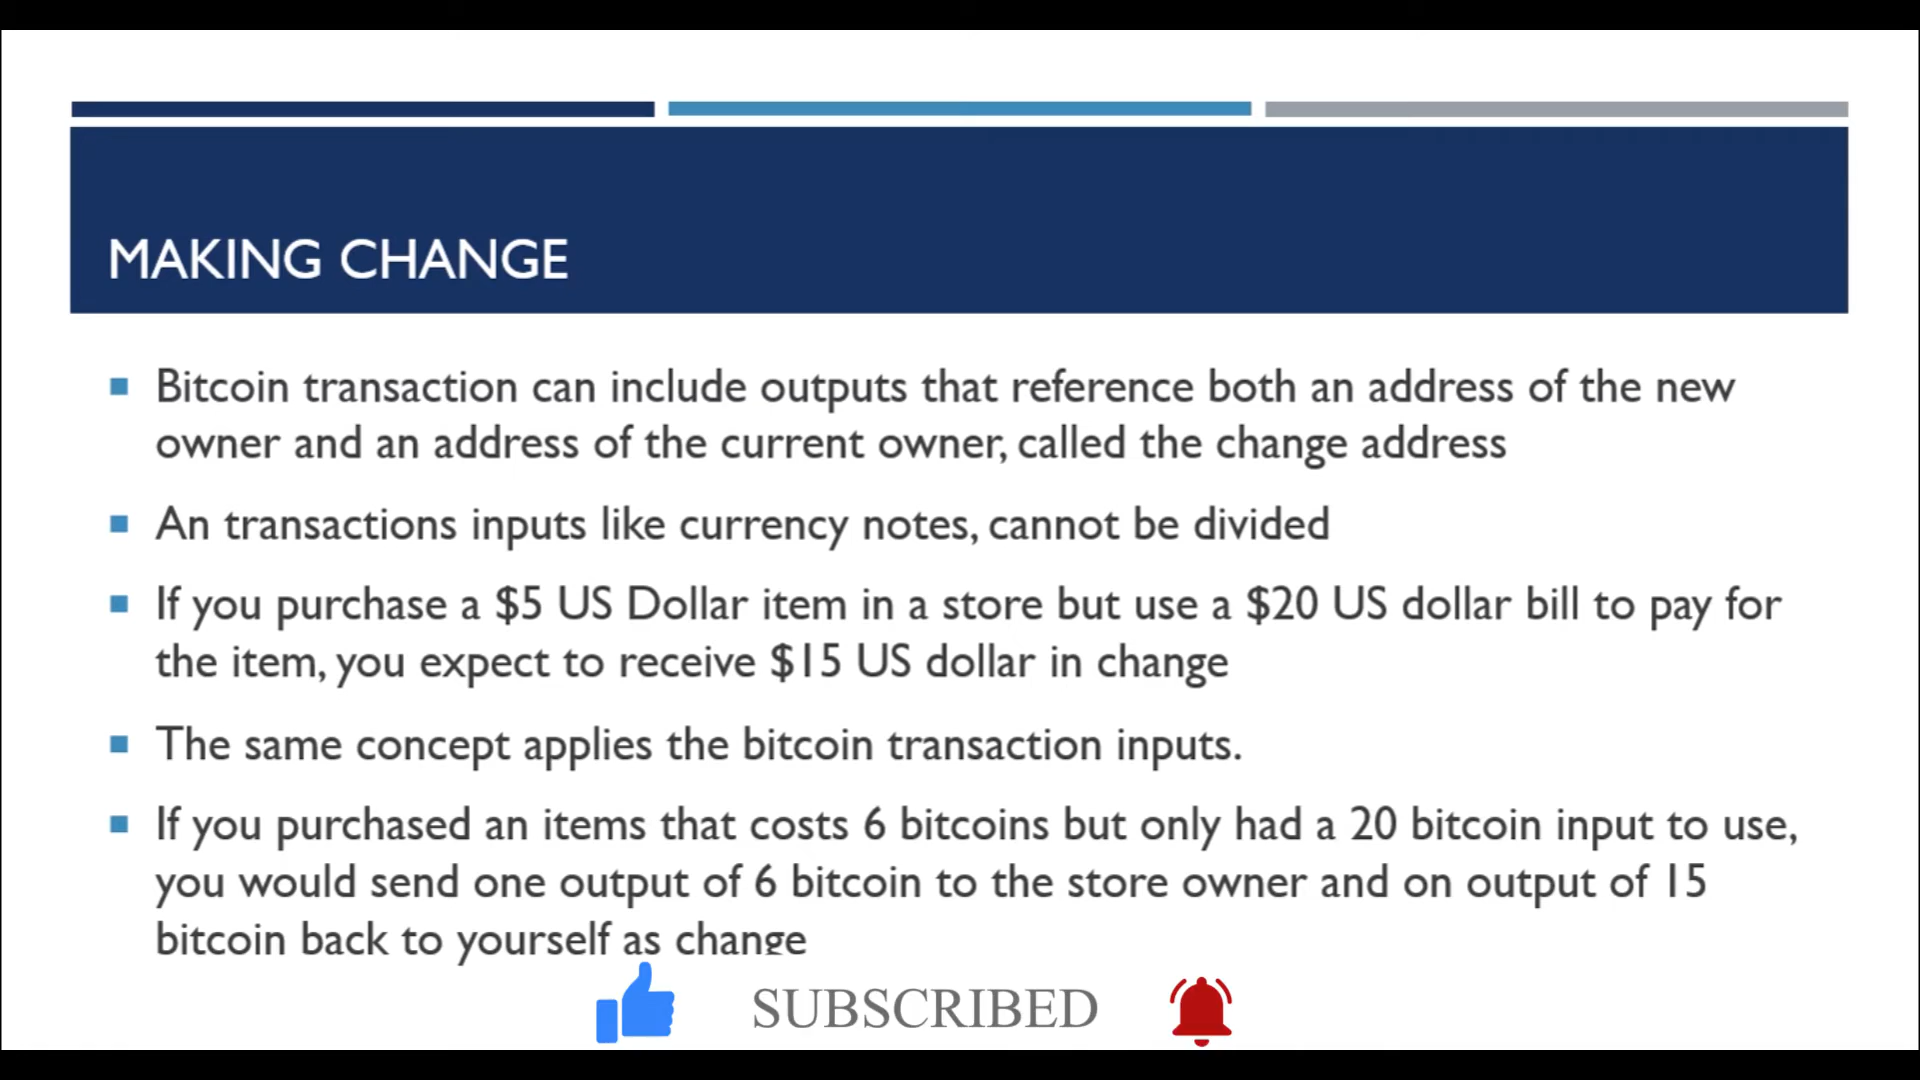 MAKING CHANGE
Bitcoin transaction can include outputs that reference both an address of the new
owner and an address of the current owner, called the change address
An transactions inputs like currency notes, cannot be divided
If you purchase a $5 US Dollar item in a store but use a $20 US dollar bill to pay for
the item, you expect to receive $15 US dollar in change
The same concept applies the bitcoin transaction inputs.
If you purchased an items that costs 6 bitcoins but only had a 20 bitcoin input to use,
you would send one output of 6 bitcoin to the store owner and on output of 15
bitcoin back to yourself as change
SUBSCRIBED